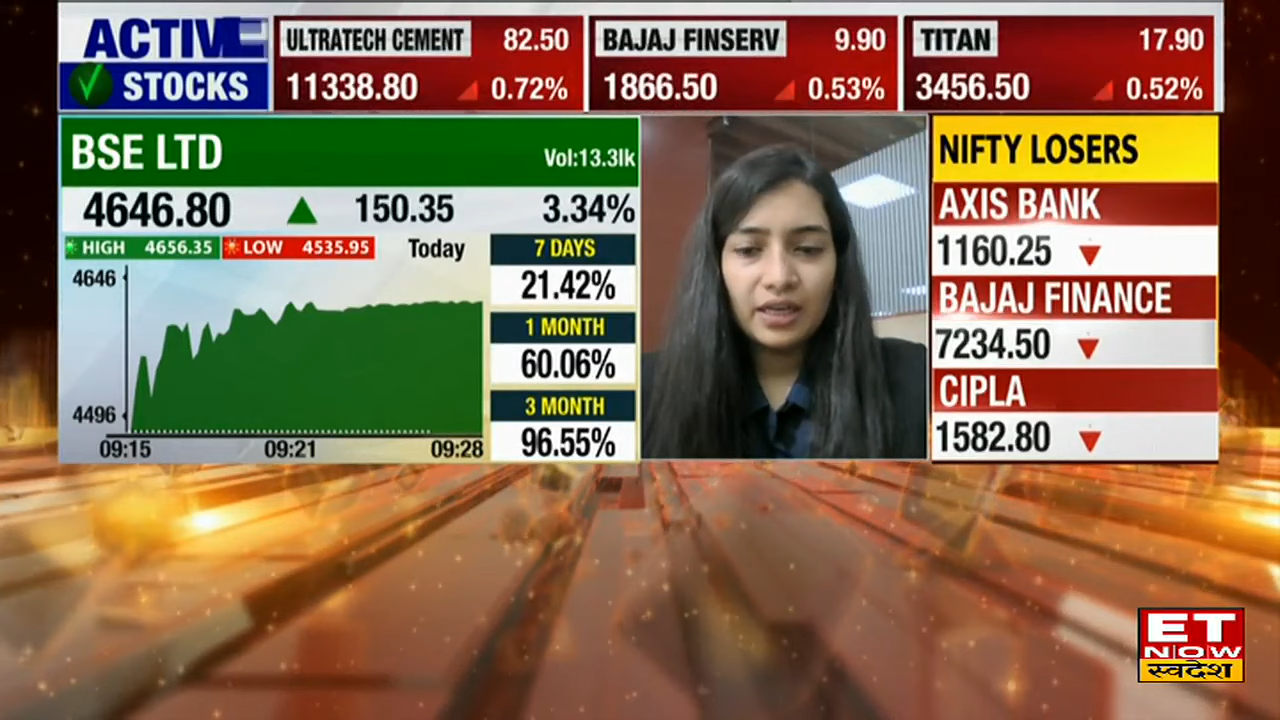 ACTIVE
STOCKS
ULTRATECH CEMENT 82.50
11338.80 0.72%
BAJAJ FINSERV 9.90
1866.50 0.53%
TITAN 17.90
3456.50 0.52%
BSE LTD Vol:13.3lk
4646.80 150.35 3.34%
HIGH 4656.35 LOW 4535.95 Today
4646
4496
09:15 09:21 09:28
7 DAYS
21.42%
1 MONTH
60.06%
3 MONTH
96.55%
NIFTY LOSERS
AXIS BANK
1160.25
BAJAJ FINANCE
7234.50
CIPLA
1582.80
ET
NOW
स्वदेश